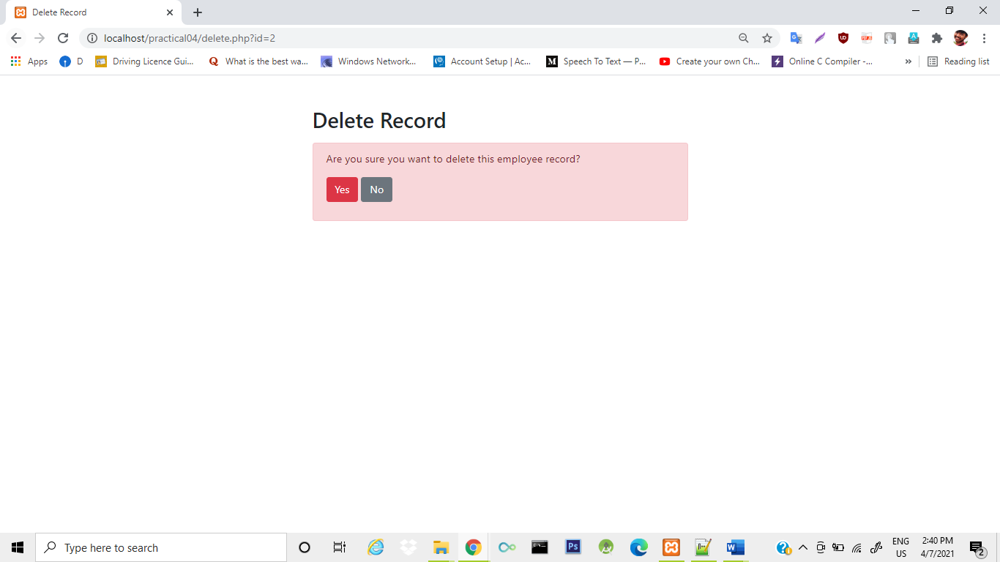 Delete Record
localhost/practical04/delete.php?id=2
Apps D Driving Licence Gui... What is the best wa... Windows Network... Account Setup | Ac... M Speech To Text — P... Create your own Ch... Online C Compiler -... » Reading list
Delete Record
Are you sure you want to delete this employee record?
Yes No
Type here to search
Ps
W
ENG
US
2:40 PM
4/7/2021
2